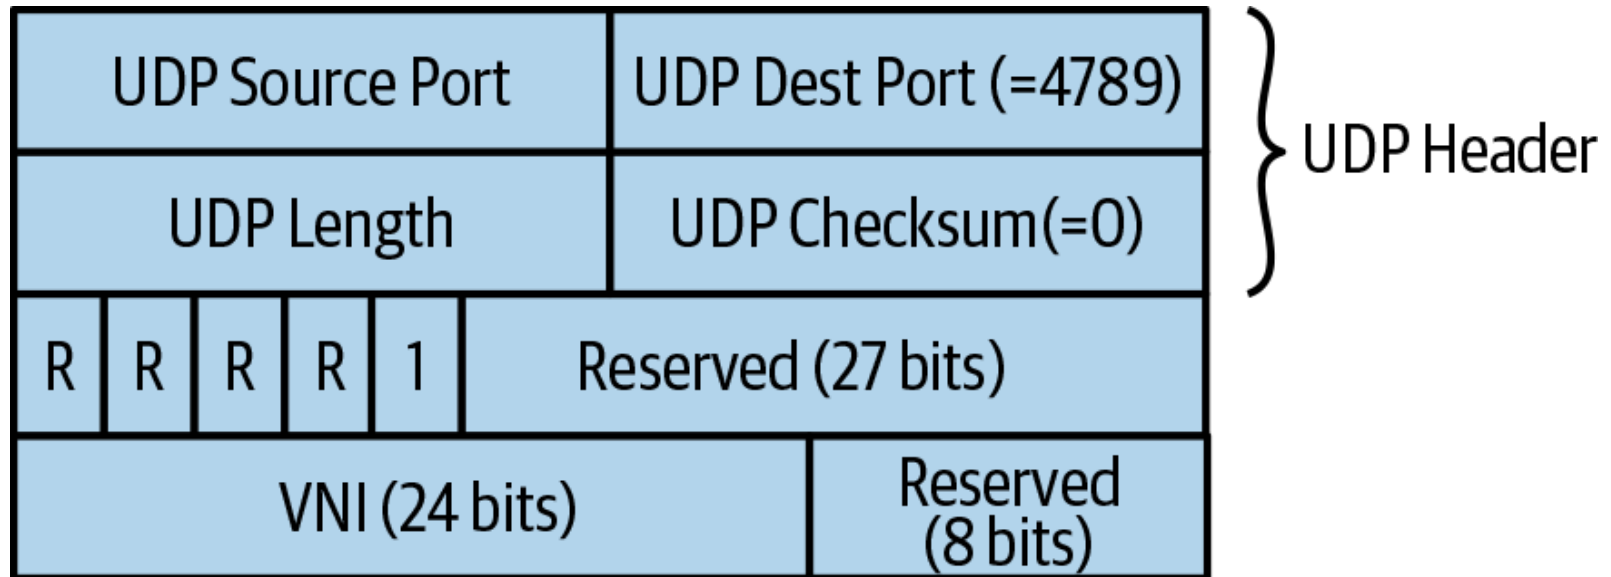 UDP Source Port
UDP Dest Port (=4789)
UDP Length
UDP Checksum(=0)
UDP Header
R
R
R
R
1
Reserved (27 bits)
VNI (24 bits)
Reserved
(8 bits)